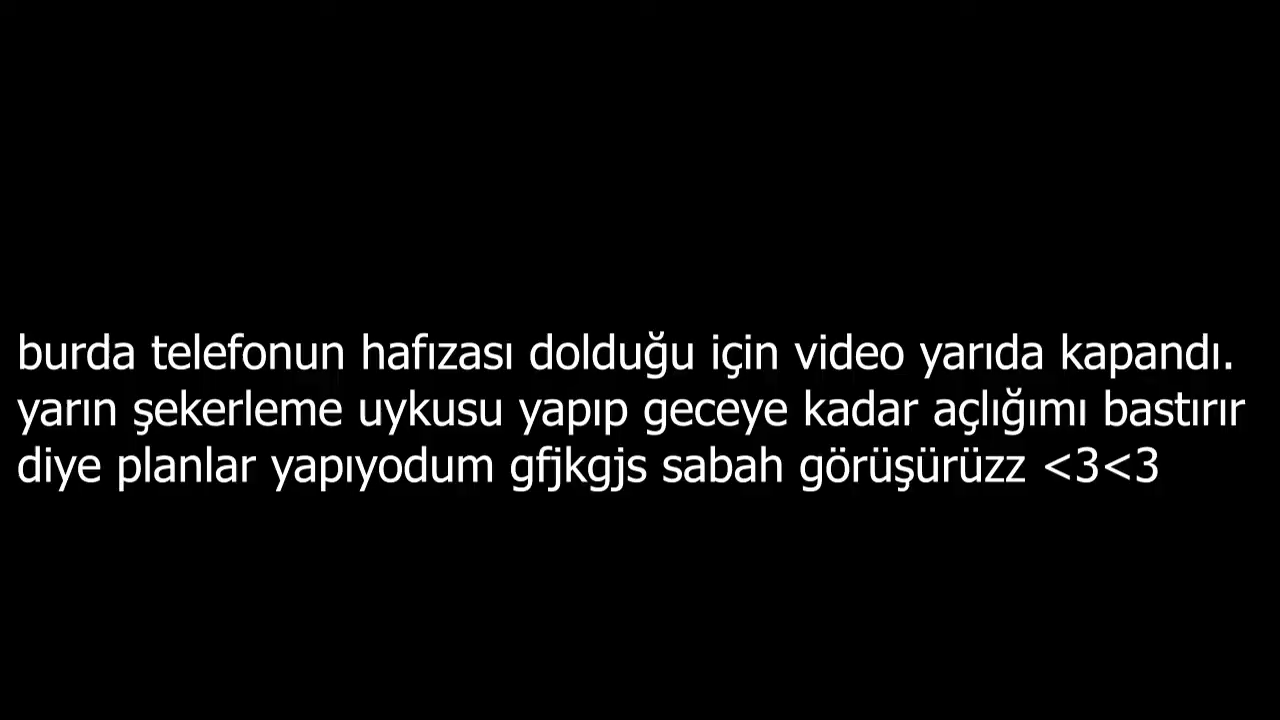 burda telefonun hafızası dolduğu için video yarıda kapandı.
yarın şekerleme uykusu yapıp geceye kadar açlığımı bastırır
diye planlar yapıyodum gfjkgjs sabah görüşürüzz <3<3